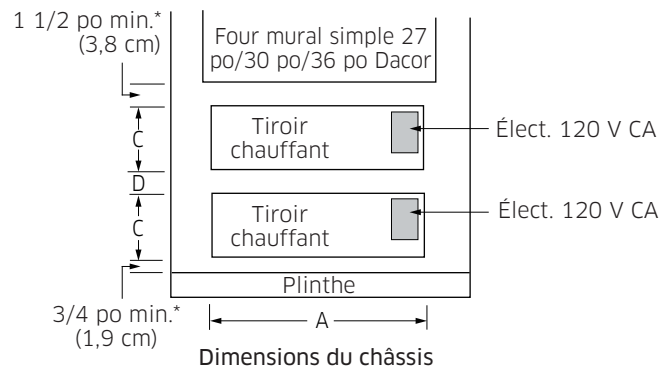 1 1/2 po min.*
(3,8 cm)
Four mural simple 27
po/30 po/36 po Dacor
C
Tiroir
chauffant
Élect. 120 V CA
D
C
Tiroir
chauffant
Élect. 120 V CA
Plinthe
3/4 po min.*
(1,9 cm)
A
Dimensions du châssis